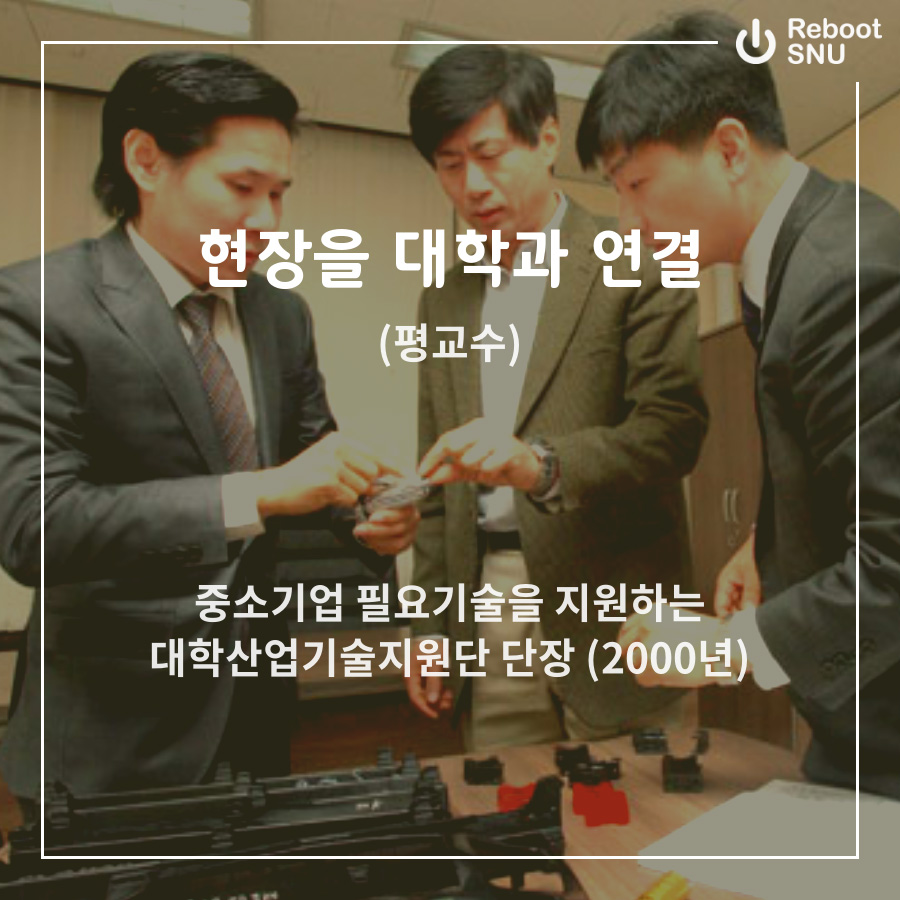 Reboot
SNU
현장을 대학과 연결
(평교수)
중소기업 필요기술을 지원하는
대학산업기술지원단 단장 (2000년)